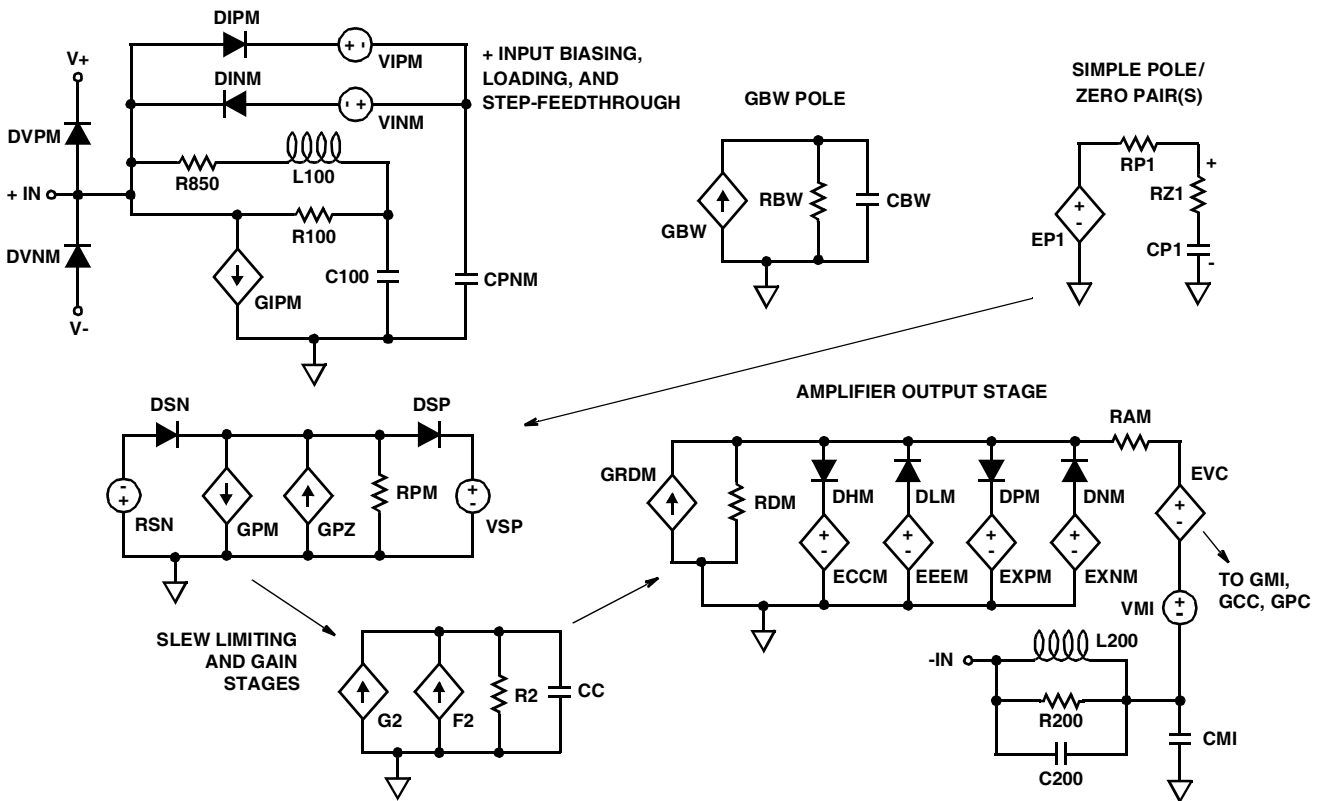 DIPM
V+
VIPM
+ INPUT BIASING,
LOADING, AND
STEP-FEEDTHROUGH
DINM
VINM
DVPM
R850
L100
+ IN
R100
DVNM
C100
CPNM
GIPM
V-
GBW POLE
RBW
CBW
GBW
SIMPLE POLE/
ZERO PAIR(S)
RP1
+
RZ1
+
-
EP1
CP1
-
DSN
DSP
-
+
RSN
GPM
GPZ
RPM
+
-
VSP
SLEW LIMITING
AND GAIN
STAGES
G2
F2
R2
CC
AMPLIFIER OUTPUT STAGE
RAM
GRDM
RDM
DHM
DLM
DPM
DNM
EVC
+
-
+
-
+
-
+
-
+
-
ECCM
EEEM
EXPM
EXNM
TO GMI,
GCC, GPC
VMI
+
-
L200
-IN
R200
C200
CMI
+ -
- +